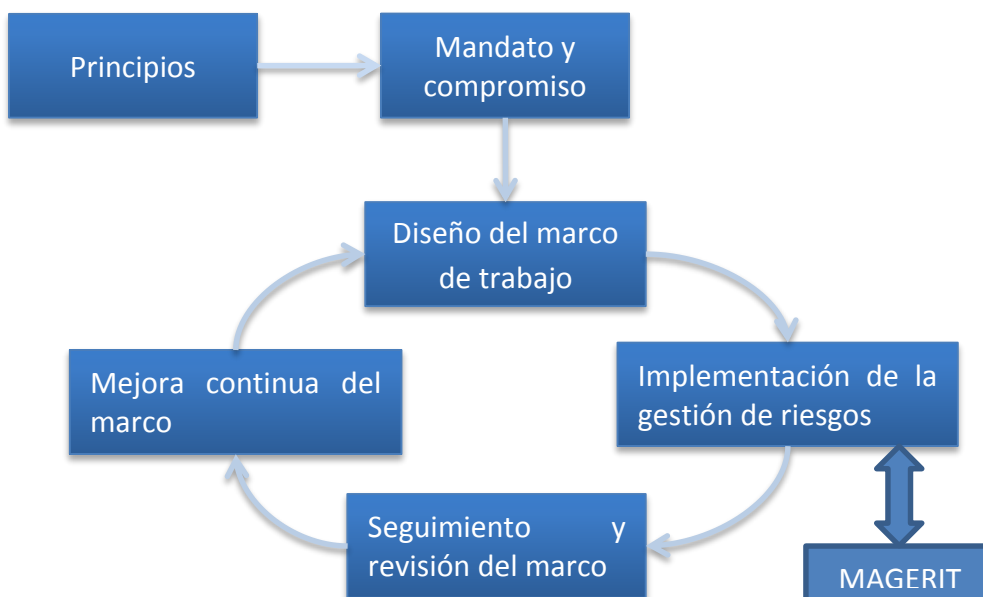 Principios
Mandato y
compromiso
Diseño del marco
de trabajo
Mejora continua del
marco
Implementación de la
gestión de riesgos
Seguimiento y
revisión del marco
MAGERIT